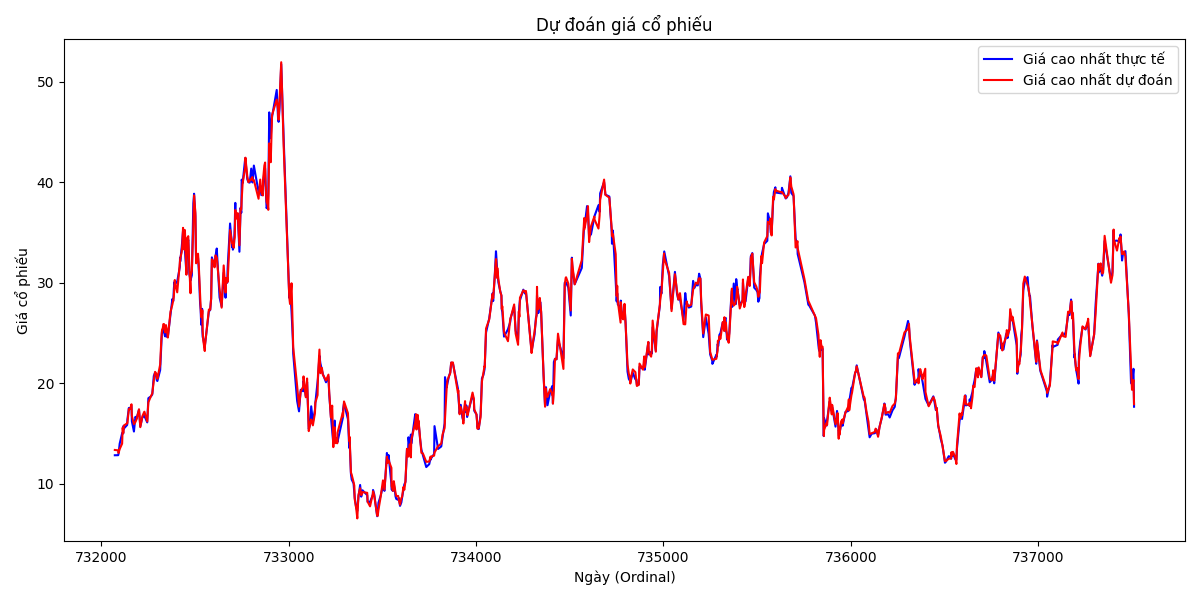 Dự đoán giá cổ phiếu
Giá cao nhất thực tế
Giá cao nhất dự đoán
Giá cổ phiếu
50
40
30
20
10
732000 733000 734000 735000 736000 737000
Ngày (Ordinal)